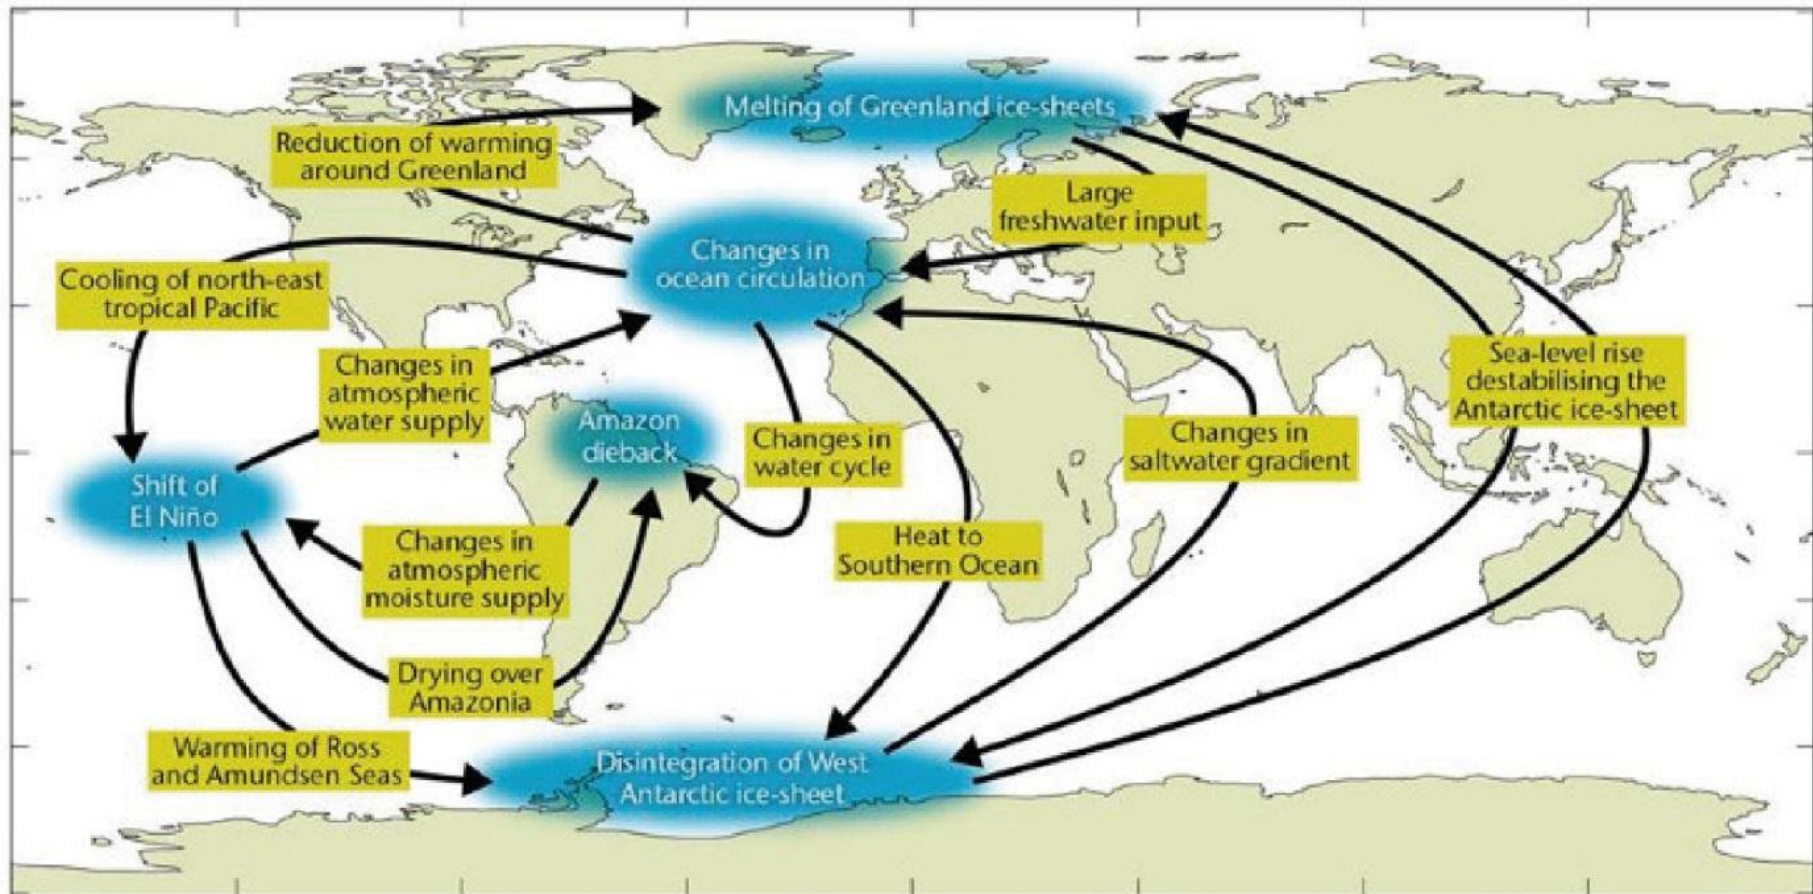 Melting of Greenland ice-sheets
Reduction of warming
around Greenland
Large
freshwater input
Changes in
ocean circulation
Cooling of north-east
tropical Pacific
Changes in
atmospheric
water supply
Sea-level rise
destabilising the
Antarctic ice-sheet
Amazon
dieback
Changes in
water cycle
Changes in
saltwater gradient
Shift of
El Niño
Changes in
atmospheric
moisture supply
Heat to
Southern Ocean
Drying over
Amazonia
Warming of Ross
and Amundsen Seas
Disintegration of West
Antarctic ice-sheet